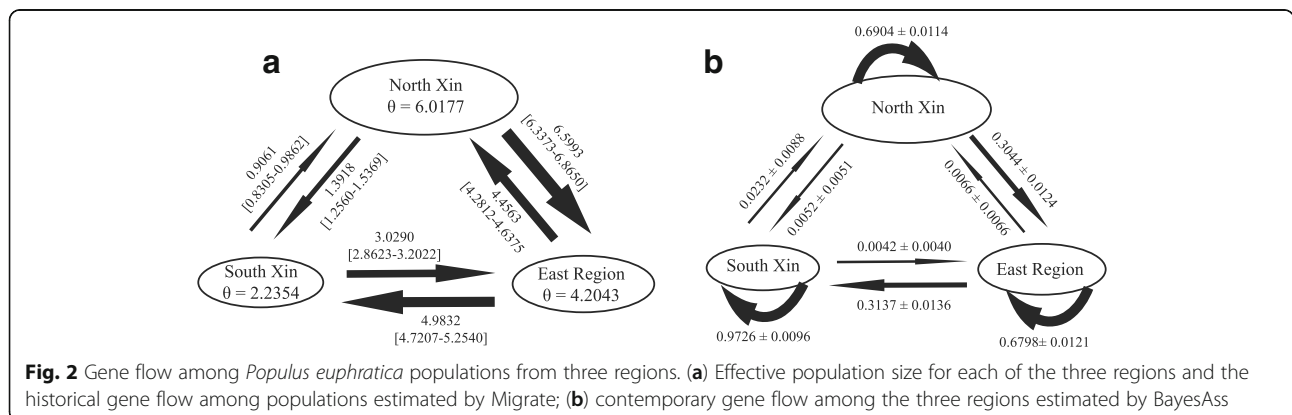 a
North Xin
θ = 6.0177
0.9061
[0.8305-0.9862]
1.3918
[1.2560-1.5369]
6.5993
[6.3373-6.8650]
4.4563
[4.2812-4.6375]
South Xin
θ = 2.2354
3.0290
[2.8623-3.2022]
4.9832
[4.7207-5.2540]
East Region
θ = 4.2043
b
0.6904 ± 0.0114
North Xin
0.0232 ± 0.0088
0.0052 ± 0.0051
0.3044 ± 0.0124
0.0066 ± 0.0066
South Xin
0.0042 ± 0.0040
0.3137 ± 0.0136
East Region
0.9726 ± 0.0096
0.6798± 0.0121
Fig. 2 Gene flow among Populus euphratica populations from three regions. (a) Effective population size for each of the three regions and the
historical gene flow among populations estimated by Migrate; (b) contemporary gene flow among the three regions estimated by BayesAss